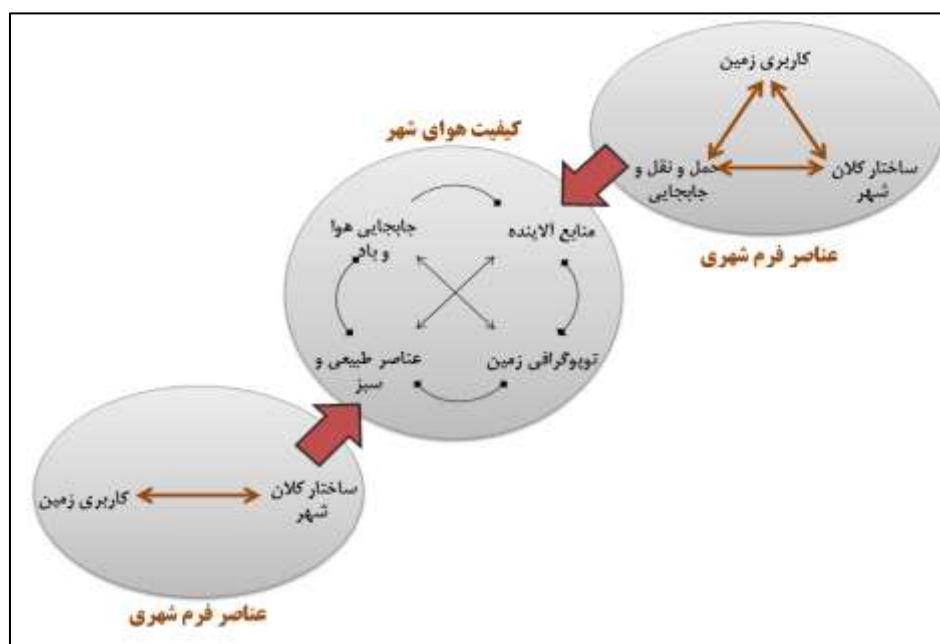 کاربری زمین
حمل و نقل و
جابجایی
ساختار کلان
شهر
عناصر فرم شهری
کیفیت هوای شهر
منابع آلاینده
جابجایی هوا
و باد
توپوگرافی زمین
عناصر طبیعی و
سبز
ساختار کلان
شهر
کاربری زمین
عناصر فرم شهری